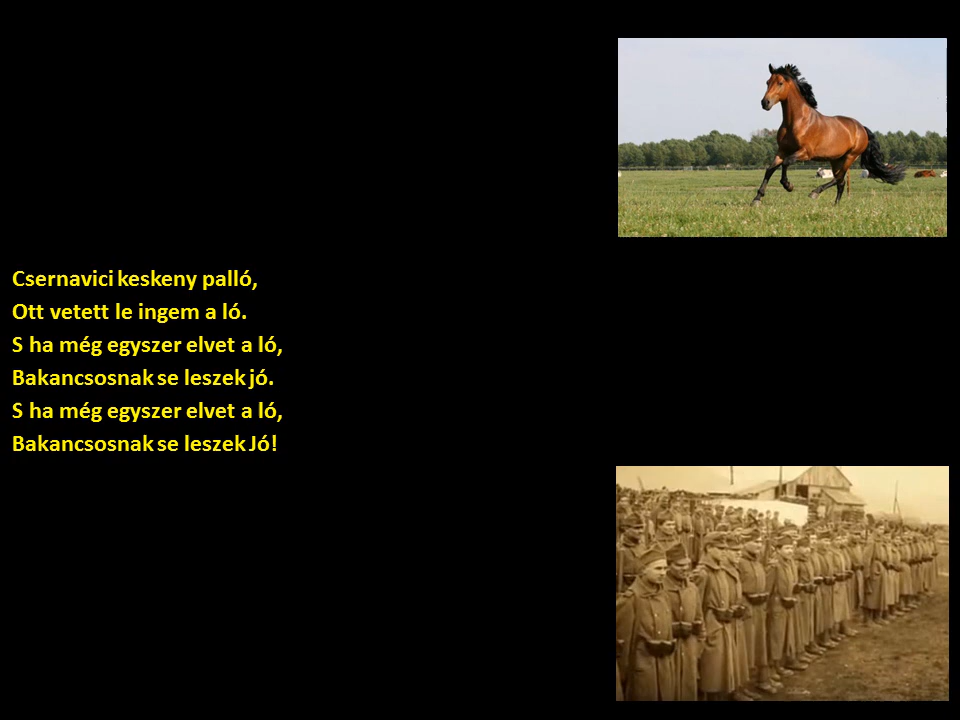 Csernavici keskeny palló,
Ott vetett le ingem a ló.
S ha még egyszer elvet a ló,
Bakancsosnak se leszek jó.
S ha még egyszer elvet a ló,
Bakancsosnak se leszek Jó!